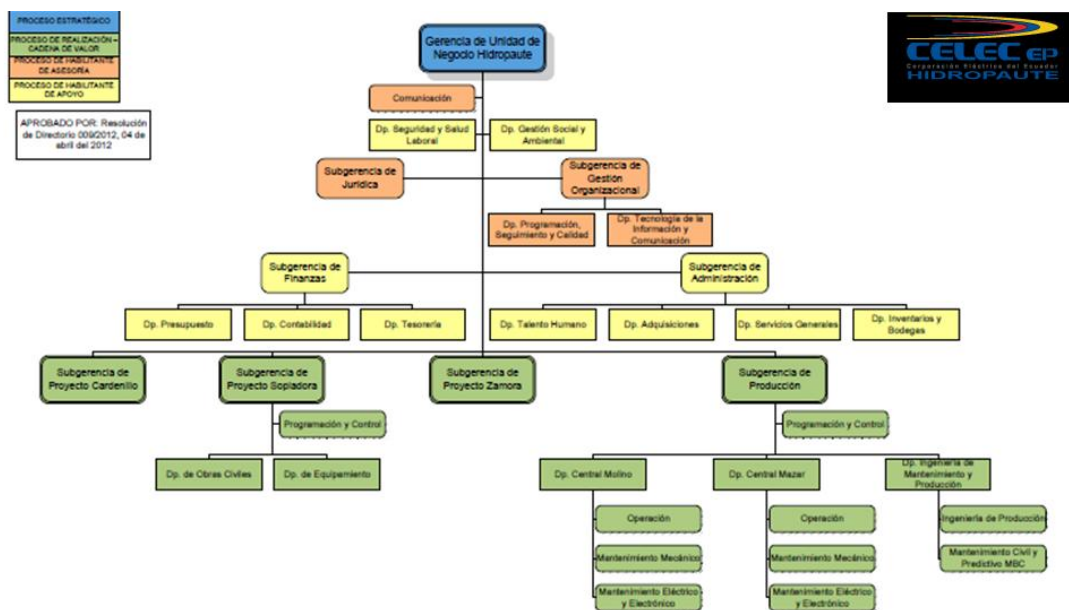 PROCESO ESTRATÉGICO
PROCESO DE REALIZACIÓN –
CADENA DE VALOR
PROCESO DE HABILITANTE
DE ASESORÍA
PROCESO DE HABILITANTE
DE APOYO
APROBADO POR: Resolución
de Directorio 009/2012, 04 de
abril del 2012
Gerencia de Unidad de
Negocio Hidropaute
CELEC EP
Corporación Eléctrica del Ecuador
HIDROPAUTE
Comunicación
Dp. Seguridad y Salud
Laboral
Dp. Gestión Social y
Ambiental
Subgerencia de
Jurídica
Subgerencia de
Gestión
Organizacional
Dp. Programación,
Seguimiento y Calidad
Dp. Tecnología de la
Información y
Comunicación
Subgerencia de
Finanzas
Subgerencia de
Administración
Dp. Presupuesto
Dp. Contabilidad
Dp. Tesorería
Dp. Talento Humano
Dp. Adquisiciones
Dp. Servicios Generales
Dp. Inventarios y
Bodegas
Subgerencia de
Proyecto Cardenillo
Subgerencia de
Proyecto Sopladora
Subgerencia de
Proyecto Zamora
Subgerencia de
Producción
Programación y Control
Programación y Control
Dp. de Obras Civiles
Dp. de Equipamiento
Dp. Central Molino
Dp. Central Mazar
Dp. Ingeniería de
Mantenimiento y
Producción
Operación
Operación
Ingeniería de Producción
Mantenimiento Mecánico
Mantenimiento Mecánico
Mantenimiento Civil y
Predictivo MBC
Mantenimiento Eléctrico
y Electrónico
Mantenimiento Eléctrico
y Electrónico